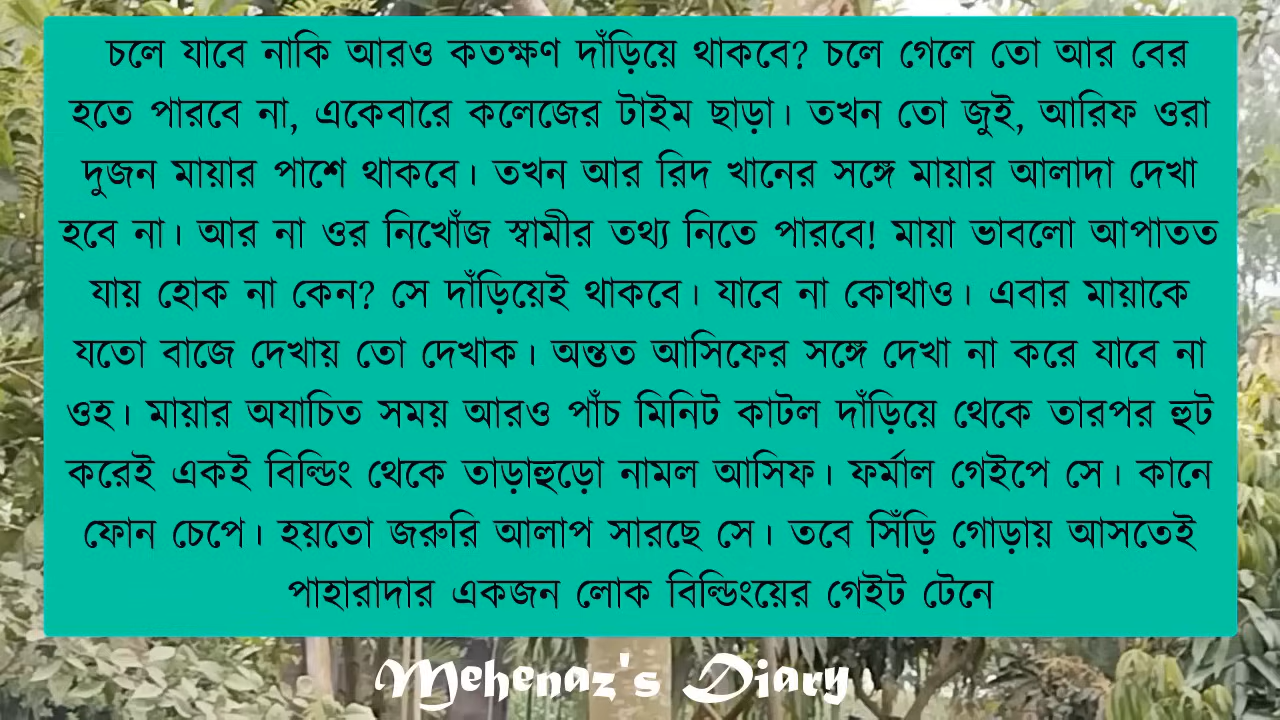 চলে যাবে নাকি আরও কতক্ষণ দাঁড়িয়ে থাকবে? চলে গেলে তো আর বের
হতে পারবে না, একেবারে কলেজের টাইম ছাড়া। তখন তো জুই, আরিফ ওরা
দুজন মায়ার পাশে থাকবে। তখন আর রিদ খানের সঙ্গে মায়ার আলাদা দেখা
হবে না। আর না ওর নিখোঁজ স্বামীর তথ্য নিতে পারবে! মায়া ভাবলো আপাতত
যায় হোক না কেন? সে দাঁড়িয়েই থাকবে। যাবে না কোথাও। এবার মায়াকে
যতো বাজে দেখায় তো দেখাক। অন্তত আসিফের সঙ্গে দেখা না করে যাবে না
ওহ। মায়ার অযাচিত সময় আরও পাঁচ মিনিট কাটল দাঁড়িয়ে থেকে তারপর হুট
করেই একই বিল্ডিং থেকে তাড়াহুড়ো নামল আসিফ। ফর্মাল গেইপে সে। কানে
ফোন চেপে। হয়তো জরুরি আলাপ সারছে সে। তবে সিঁড়ি গোড়ায় আসতেই
পাহারাদার একজন লোক বিল্ডিংয়ের গেইট টেনে
Mehenaz's Diary